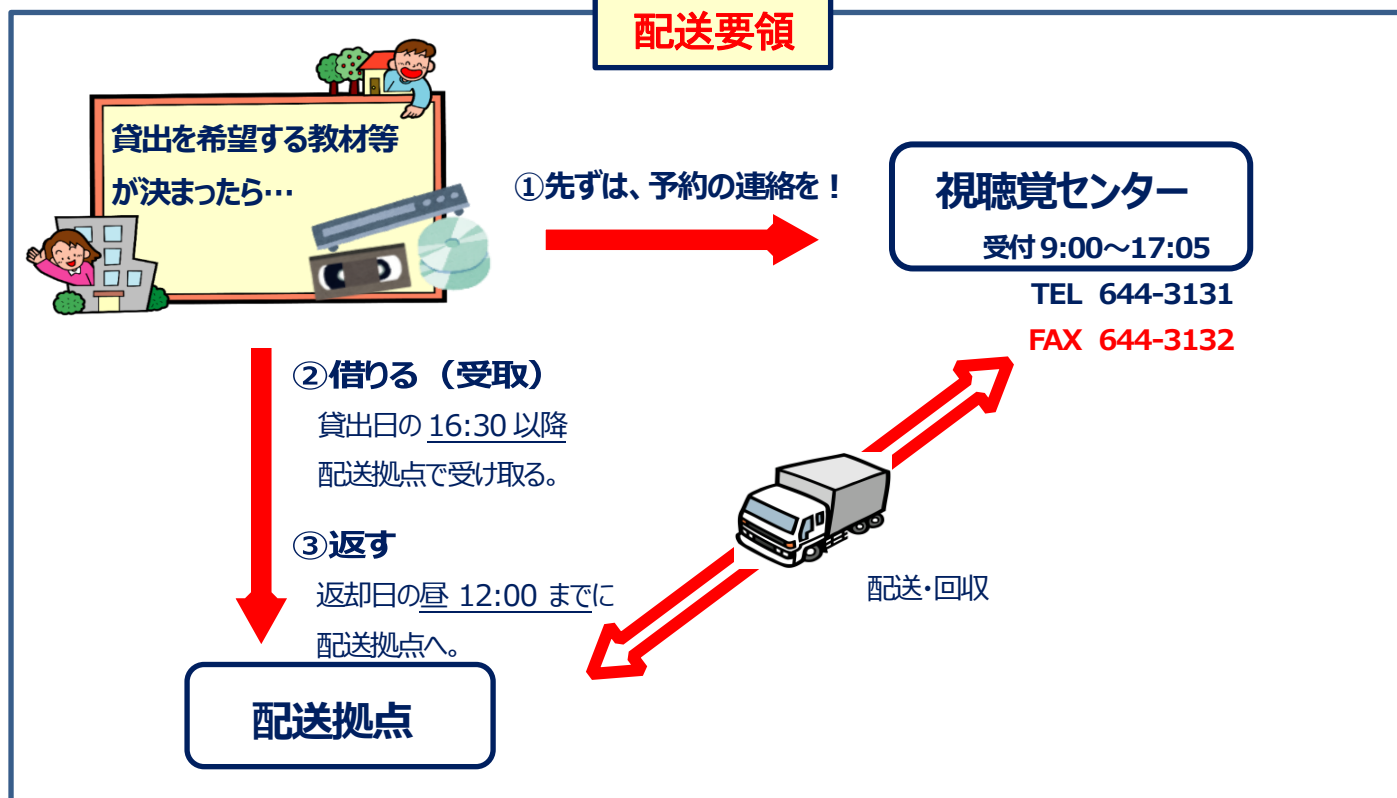 配送要領
貸出を希望する教材等
が決まったら…
①先ずは、予約の連絡を！
視聴覚センター
受付 9:00～17:05
TEL 644-3131
FAX 644-3132
②借りる（受取）
貸出日の 16:30 以降
配送拠点で受け取る。
③返す
返却日の昼 12:00 までに
配送拠点へ。
配送・回収
配送拠点